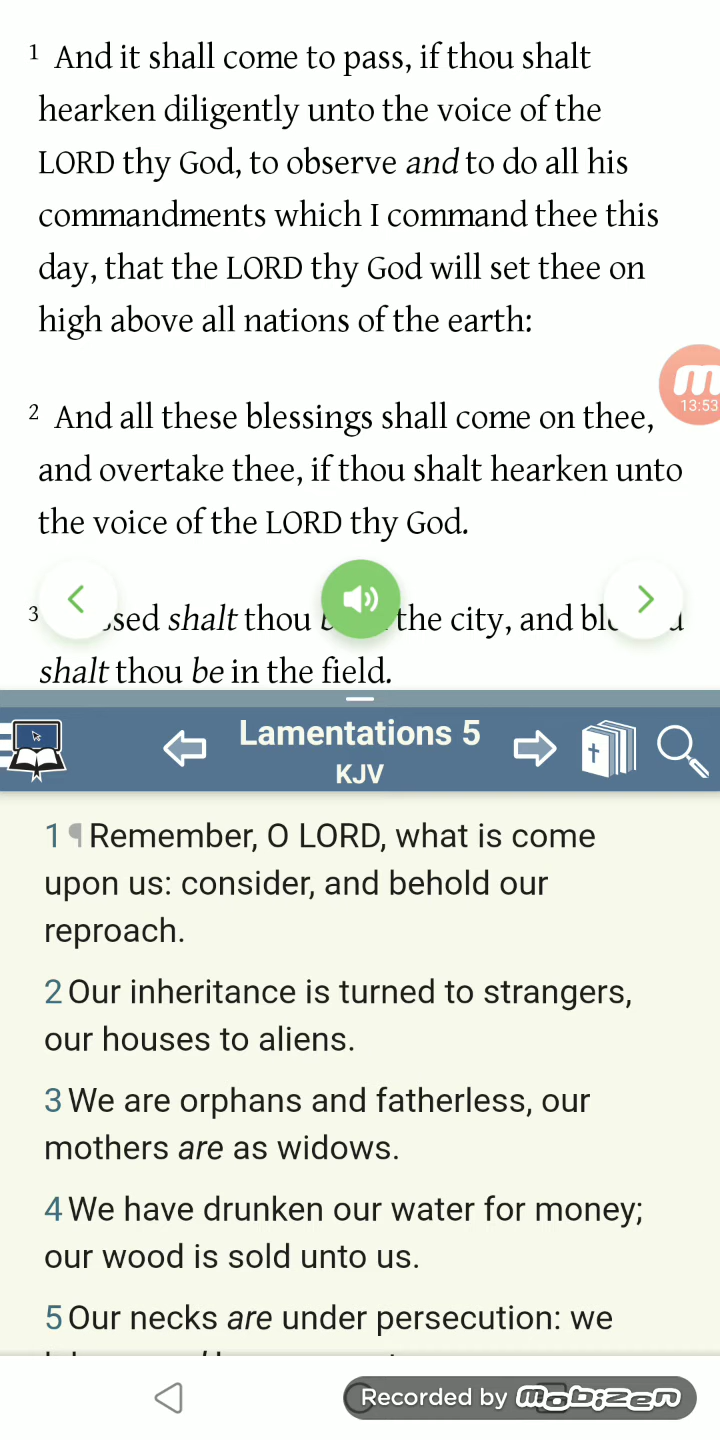 1 And it shall come to pass, if thou shalt
hearken diligently unto the voice of the
LORD thy God, to observe and to do all his
commandments which I command thee this
day, that the LORD thy God will set thee on
high above all nations of the earth:
13:53
2 And all these blessings shall come on thee,
and overtake thee, if thou shalt hearken unto
the voice of the LORD thy God.
3 shalt thou the city, and
shalt thou be in the field.
Lamentations 5
KJV
1 ¶ Remember, O LORD, what is come
upon us: consider, and behold our
reproach.
2 Our inheritance is turned to strangers,
our houses to aliens.
3 We are orphans and fatherless, our
mothers are as widows.
4 We have drunken our water for money;
our wood is sold unto us.
5 Our necks are under persecution: we
Recorded by mobizen